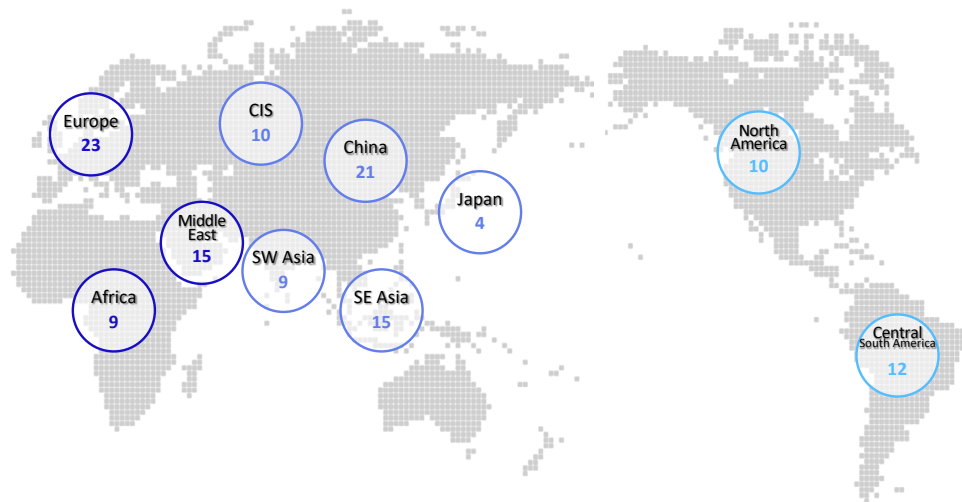 Europe
23
CIS
10
China
21
Japan
4
Middle
East
15
SW Asia
9
Africa
9
SE Asia
15
North
America
10
Central
South America
12